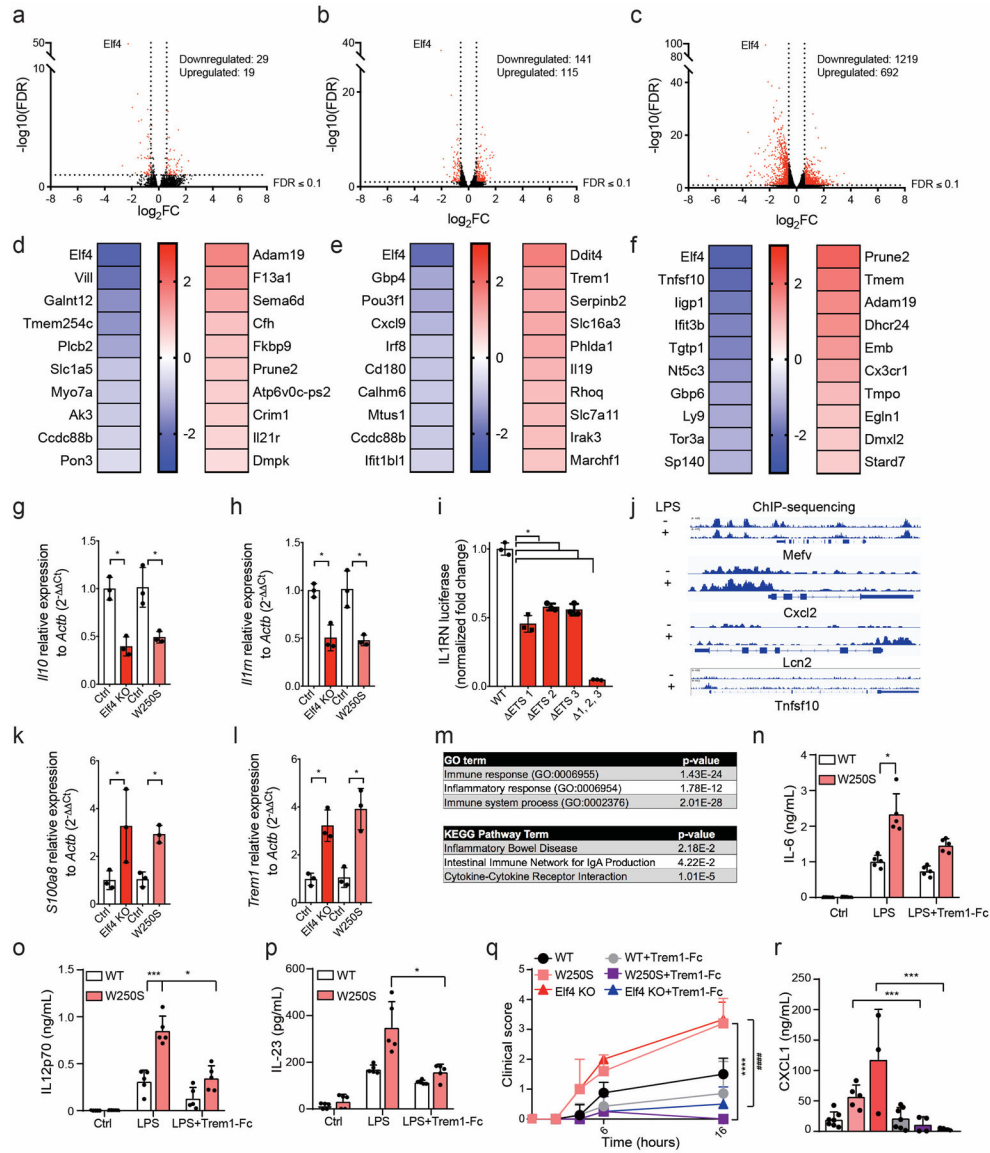 a
50
10
0
-log10(FDR)
Elf4
Downregulated: 29
Upregulated: 19
FDR ≤ 0.1
-8 -6 -4 -2 0 2 4 6 8
log2FC
b
40
20
0
-log10(FDR)
Elf4
Downregulated: 141
Upregulated: 115
FDR ≤ 0.1
-8 -6 -4 -2 0 2 4 6 8
log2FC
c
100
80
60
40
20
0
-log10(FDR)
Elf4
Downregulated: 1219
Upregulated: 692
FDR ≤ 0.1
-8 -6 -4 -2 0 2 4 6 8
log2FC
d
Elf4
Vill
Galnt12
Tmem254c
Plcb2
Slc1a5
Myo7a
Ak3
Ccdc88b
Pon3
2
0
-2
Adam19
F13a1
Sema6d
Cfh
Fkbp9
Prune2
Atp6v0c-ps2
Crim1
Il21r
Dmpk
e
Elf4
Gbp4
Pou3f1
Cxcl9
Irf8
Cd180
Calhm6
Mtus1
Ccdc88b
Ifit1bl1
2
0
-2
Ddit4
Trem1
Serpinb2
Slc16a3
Phlda1
Il19
Rhoq
Slc7a11
Irak3
Marchf1
f
Elf4
Tnfsf10
Iigp1
Ifit3b
Tgtp1
Nt5c3
Gbp6
Ly9
Tor3a
Sp140
2
0
-2
Prune2
Tmem
Adam19
Dhcr24
Emb
Cx3cr1
Tmpo
Egln1
Dmxl2
Stard7
g
Il10 relative expression
to Actb (2-ΔΔCt)
1.5
1.0
0.5
0.0
* *
Ctrl
Elf4 KO
Ctrl
W250S
h
Il1rn relative expression
to Actb (2-ΔΔCt)
1.5
1.0
0.5
0.0
* *
Ctrl
Elf4 KO
Ctrl
W250S
i
IL1RN luciferase
(normalized fold change)
1.0
0.5
0.0
*
WT
ΔETS 1
ΔETS 2
ΔETS 3
Δ1, 2, 3
j
LPS
ChIP-sequencing
-
+
Mefv
-
+
Cxcl2
-
+
Lcn2
-
+
Tnfsf10
k
S100a8 relative expression
to Actb (2-ΔΔCt)
6
4
2
0
* *
Ctrl
Elf4 KO
Ctrl
W250S
l
Trem1 relative expression
to Actb (2-ΔΔCt)
6
4
2
0
* *
Ctrl
Elf4 KO
Ctrl
W250S
m
GO term p-value
Immune response (GO:0006955) 1.43E-24
Inflammatory response (GO:0006954) 1.78E-12
Immune system process (GO:0002376) 2.01E-28
KEGG Pathway Term p-value
Inflammatory Bowel Disease 2.18E-2
Intestinal Immune Network for IgA Production 4.22E-2
Cytokine-Cytokine Receptor Interaction 1.01E-5
n
WT
W250S
IL-6 (ng/mL)
4
3
2
1
0
*
Ctrl LPS LPS+Trem1-Fc
o
WT
W250S
IL12p70 (ng/mL)
1.5
1.0
0.5
0.0
*** *
Ctrl LPS LPS+Trem1-Fc
p
WT
W250S
IL-23 (pg/mL)
600
400
200
0
*
Ctrl LPS LPS+Trem1-Fc
q
WT
W250S
Elf4 KO
WT+Trem1-Fc
W250S+Trem1-Fc
Elf4 KO+Trem1-Fc
Clinical score
5
4
3
2
1
0
****
####
6 16
Time (hours)
r
CXCL1 (ng/mL)
200
150
100
50
0
***
***